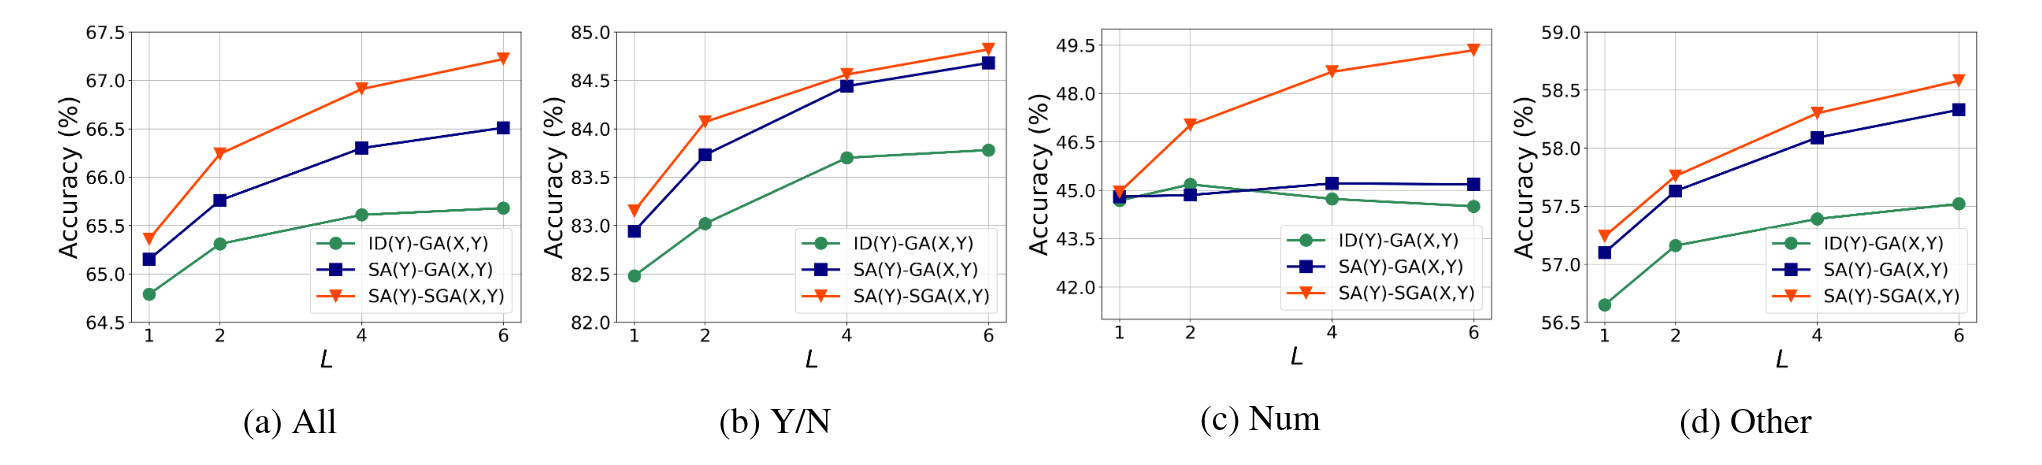 67.5
67.0
66.5
66.0
65.5
65.0
64.5
Accuracy (%)
1 2 4 6
L
ID(Y)-GA(X,Y)
SA(Y)-GA(X,Y)
SA(Y)-SGA(X,Y)
(a) All
85.0
84.5
84.0
83.5
83.0
82.5
82.0
Accuracy (%)
1 2 4 6
L
ID(Y)-GA(X,Y)
SA(Y)-GA(X,Y)
SA(Y)-SGA(X,Y)
(b) Y/N
49.5
48.0
46.5
45.0
43.5
42.0
Accuracy (%)
1 2 4 6
L
ID(Y)-GA(X,Y)
SA(Y)-GA(X,Y)
SA(Y)-SGA(X,Y)
(c) Num
59.0
58.5
58.0
57.5
57.0
56.5
Accuracy (%)
1 2 4 6
L
ID(Y)-GA(X,Y)
SA(Y)-GA(X,Y)
SA(Y)-SGA(X,Y)
(d) Other